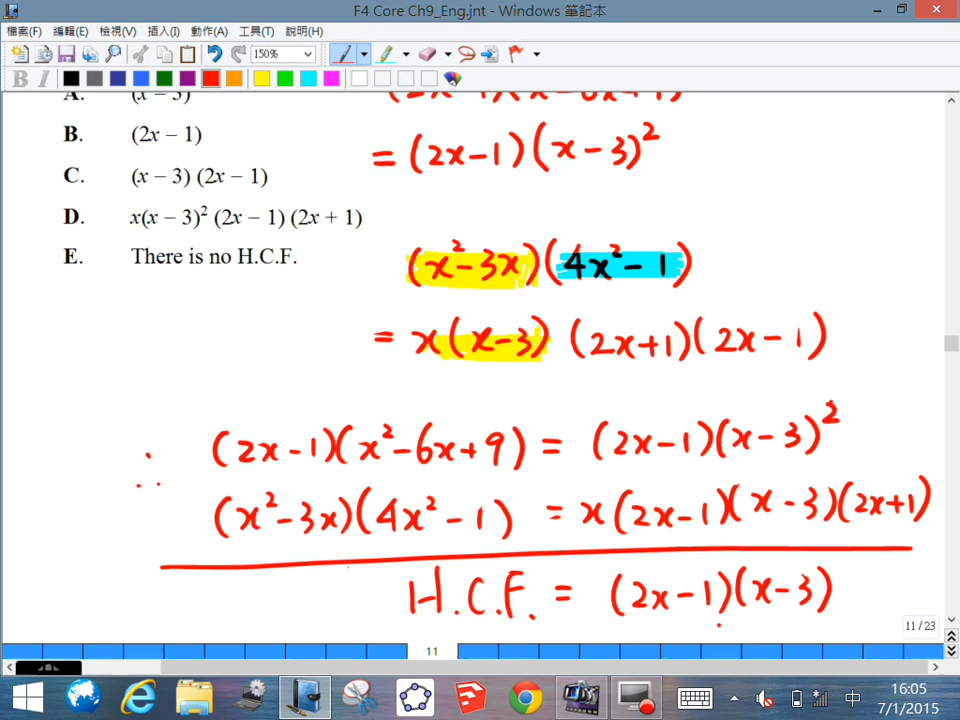 F4 Core Ch9_Eng.jnt - Windows 筆記本
檔案(F) 編輯(E) 檢視(V) 插入(I) 動作(A) 工具(T) 說明(H)
150%
B I
A. (x − 3)
B. (2x − 1)
= (2x−1)(x−3)²
C. (x − 3) (2x − 1)
D. x(x − 3)² (2x − 1) (2x + 1)
E. There is no H.C.F.
(x²−3x)(4x²−1)
= x(x−3) (2x+1)(2x−1)
∴ (2x−1)(x²−6x+9) = (2x−1)(x−3)²
(x²−3x)(4x²−1) = x(2x−1)(x−3)(2x+1)
H.C.F. = (2x−1)(x−3)
11/23
11
中
16:05
7/1/2015